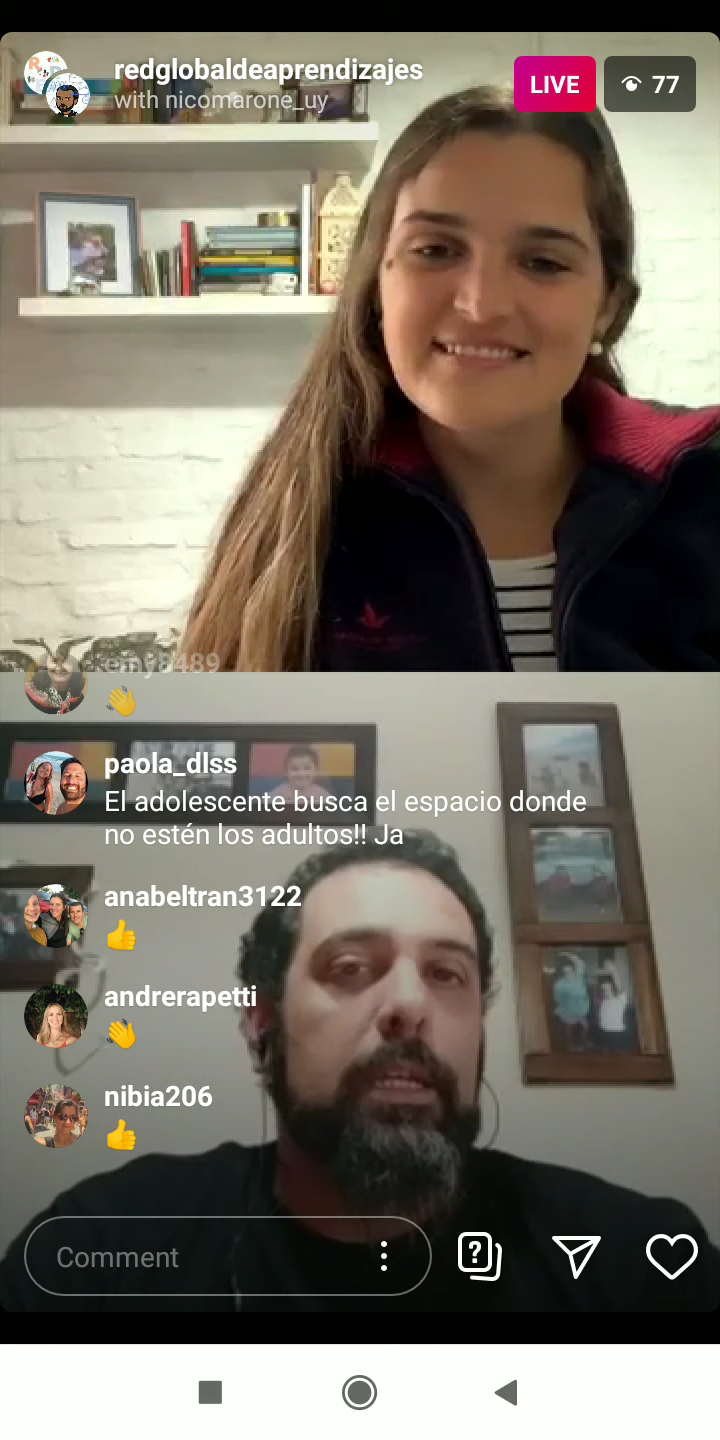 redglobaldeaprendizajes
with nicomarone_uy
LIVE
77
emy8489
paola_dlss
El adolescente busca el espacio donde
no estén los adultos!! Ja
anabeltran3122
andrerapetti
nibia206
Comment